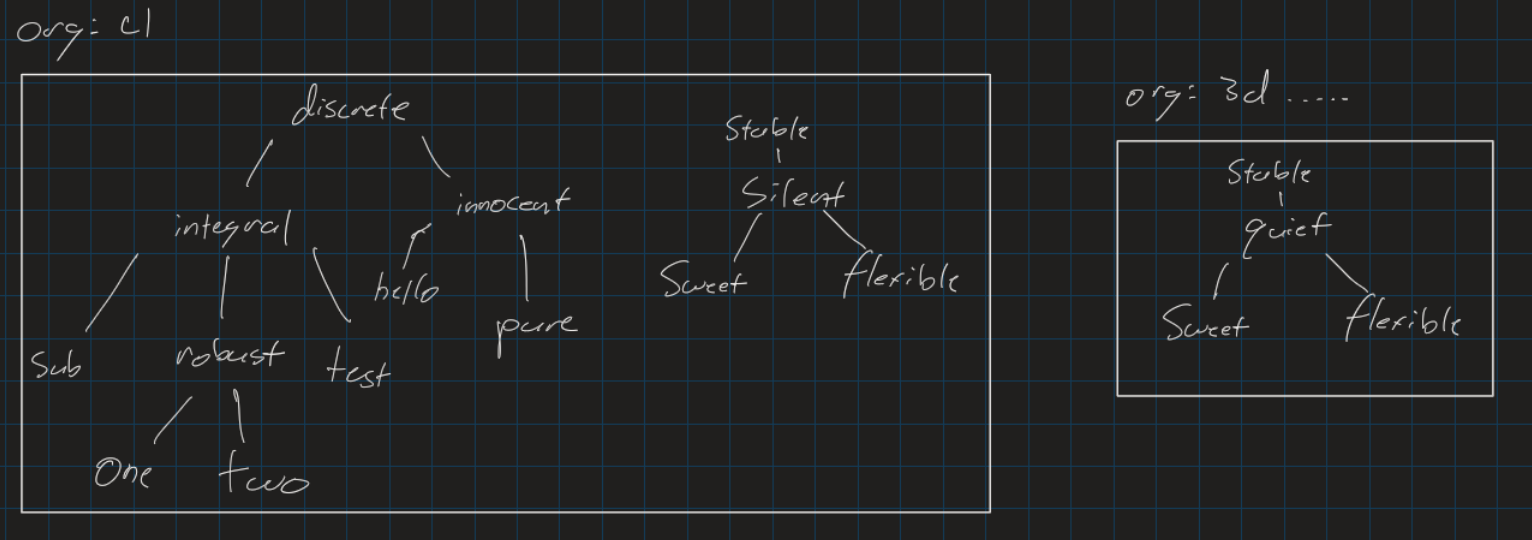 org: c1
discrete
integral innocent
hello pure
sub robust test
One two
Stable
Silent
Sweet flexible
org: 3d .....
Stable
quiet
Sweet flexible